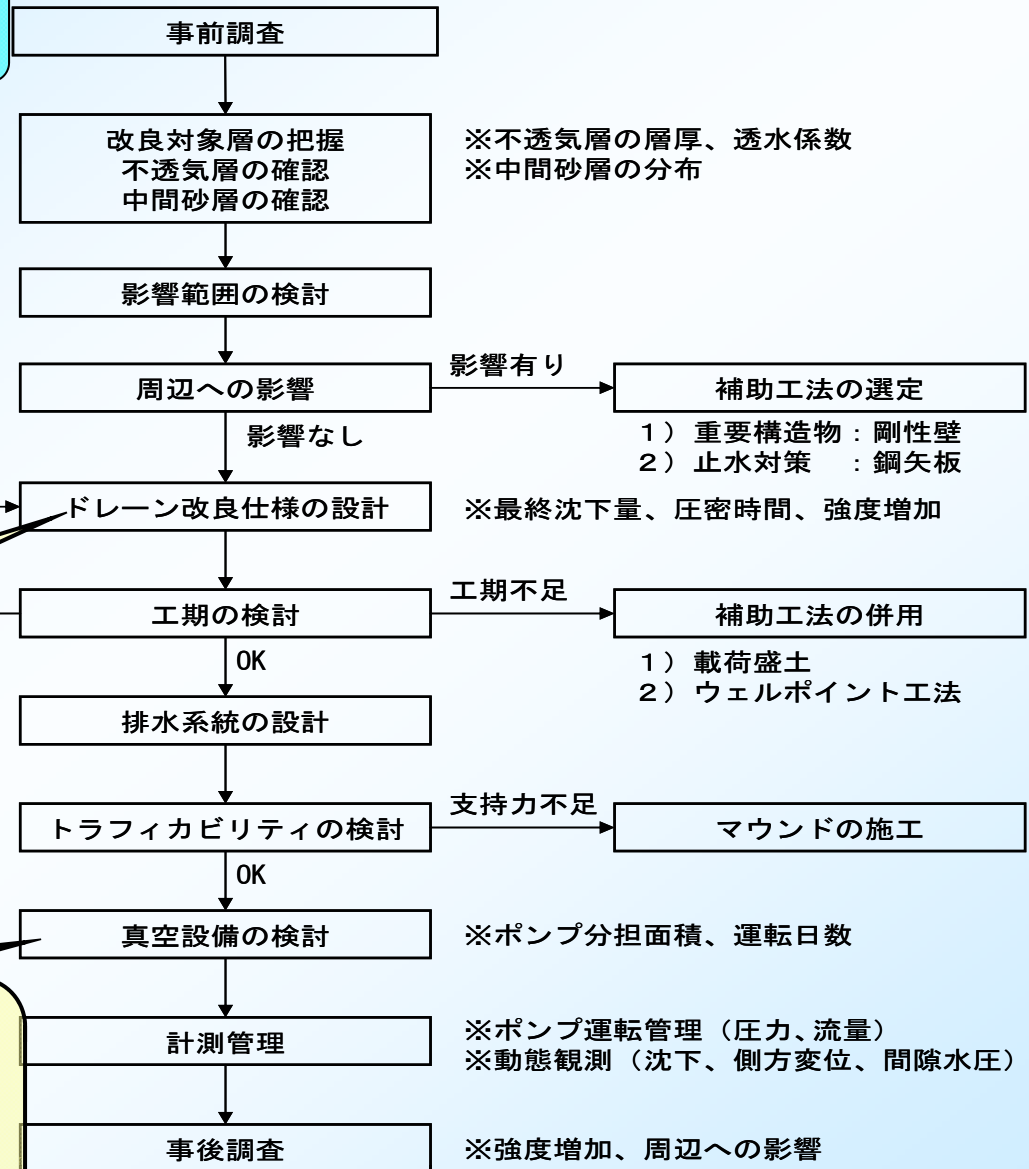 事前調査
改良対象層の把握
不透気層の確認
中間砂層の確認
※不透気層の層厚、透水係数
※中間砂層の分布
影響範囲の検討
周辺への影響
影響有り
補助工法の選定
1）重要構造物：剛性壁
2）止水対策　：鋼矢板
影響なし
ドレーン改良仕様の設計
※最終沈下量、圧密時間、強度増加
工期の検討
工期不足
補助工法の併用
1）載荷盛土
2）ウェルポイント工法
OK
排水系統の設計
トラフィカビリティの検討
支持力不足
マウンドの施工
OK
真空設備の検討
※ポンプ分担面積、運転日数
計測管理
※ポンプ運転管理（圧力、流量）
※動態観測（沈下、側方変位、間隙水圧）
事後調査
※強度増加、周辺への影響